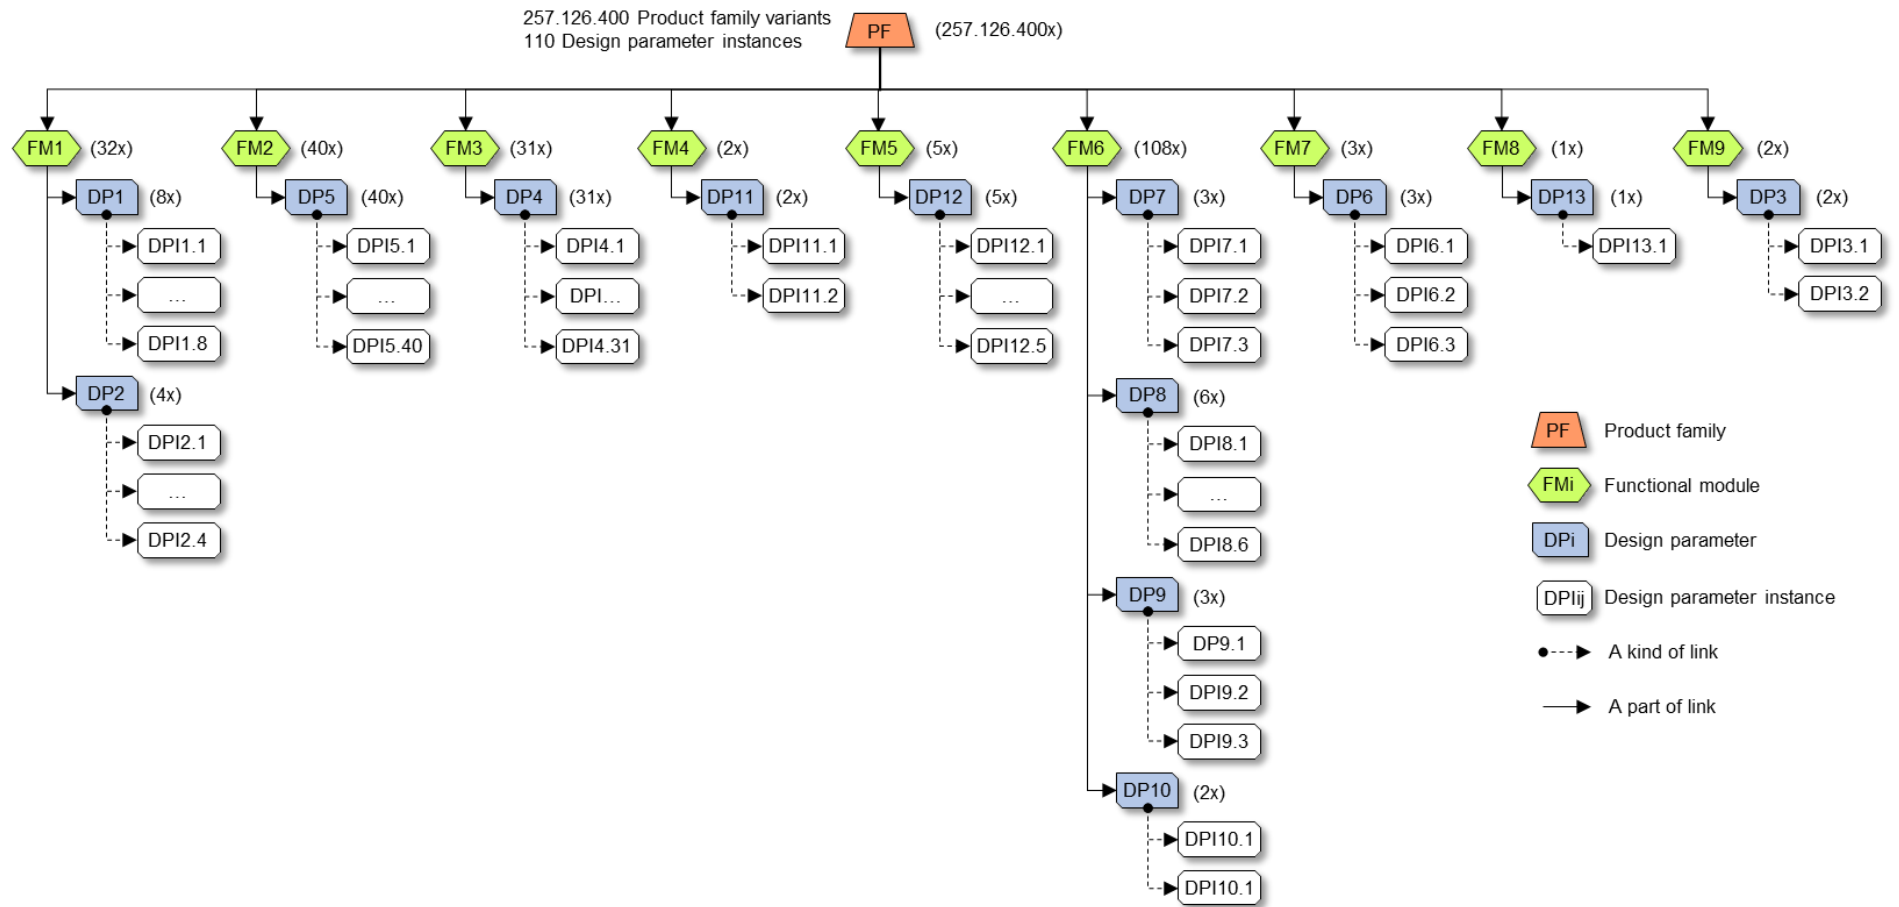 257.126.400 Product family variants
110 Design parameter instances
PF
(257.126.400x)
FM1 (32x)
FM2 (40x)
FM3 (31x)
FM4 (2x)
FM5 (5x)
FM6 (108x)
FM7 (3x)
FM8 (1x)
FM9 (2x)
DP1 (8x)
DPI1.1
...
DPI1.8
DP2 (4x)
DPI2.1
...
DPI2.4
DP5 (40x)
DPI5.1
...
DPI5.40
DP4 (31x)
DPI4.1
DPI...
DPI4.31
DP11 (2x)
DPI11.1
DPI11.2
DP12 (5x)
DPI12.1
...
DPI12.5
DP7 (3x)
DPI7.1
DPI7.2
DPI7.3
DP8 (6x)
DPI8.1
...
DPI8.6
DP9 (3x)
DP9.1
DPI9.2
DPI9.3
DP10 (2x)
DPI10.1
DPI10.1
DP6 (3x)
DPI6.1
DPI6.2
DPI6.3
DP13 (1x)
DPI13.1
DP3 (2x)
DPI3.1
DPI3.2
PF Product family
FMi Functional module
DPi Design parameter
DPIij Design parameter instance
A kind of link
A part of link